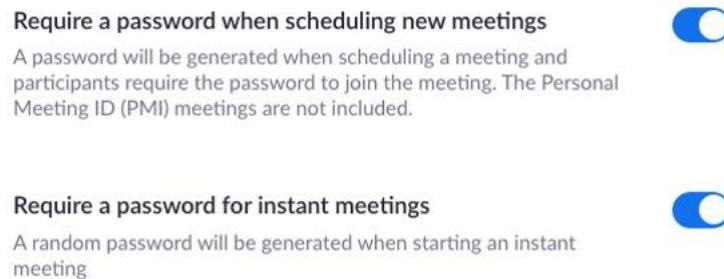 Require a password when scheduling new meetings
A password will be generated when scheduling a meeting and
participants require the password to join the meeting. The Personal
Meeting ID (PMI) meetings are not included.
Require a password for instant meetings
A random password will be generated when starting an instant
meeting